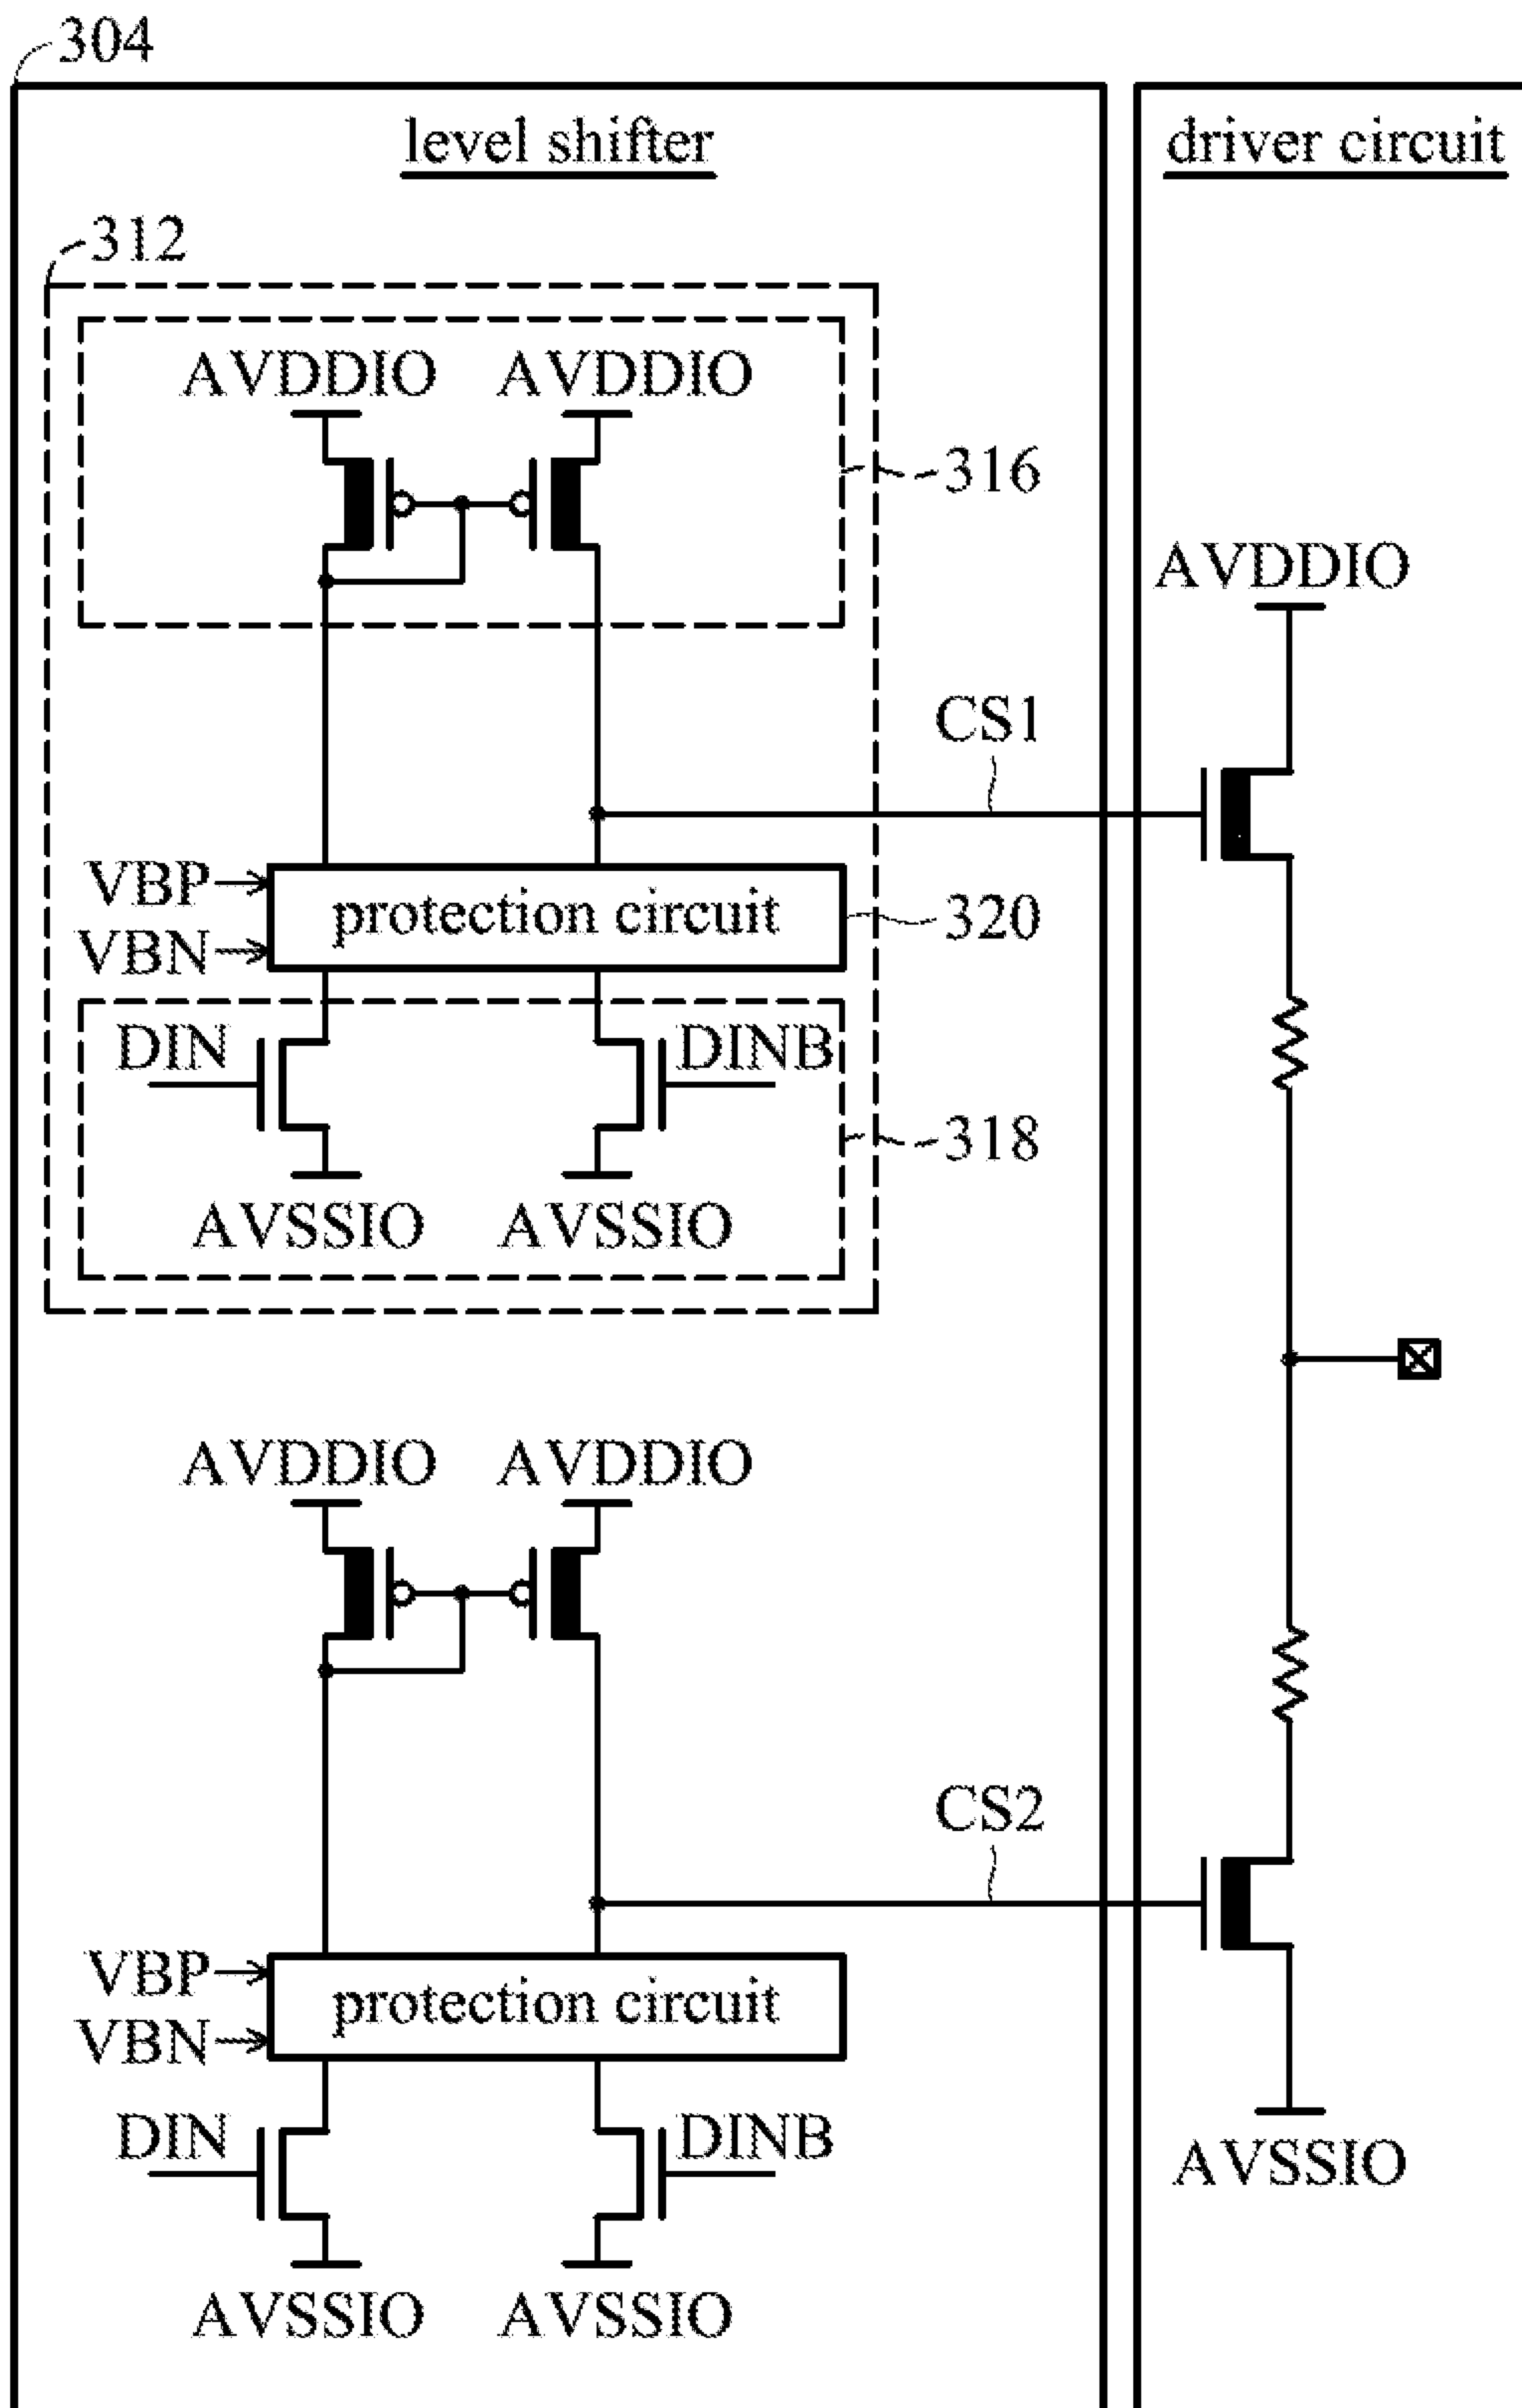 304
level shifter
driver circuit
312
AVDDIO AVDDIO
316
AVDDIO
CS1
VBP
protection circuit
320
VBN
DIN
DINB
318
AVSSIO AVSSIO
AVDDIO AVDDIO
CS2
VBP
protection circuit
VBN
DIN
DINB
AVSSIO
AVSSIO AVSSIO